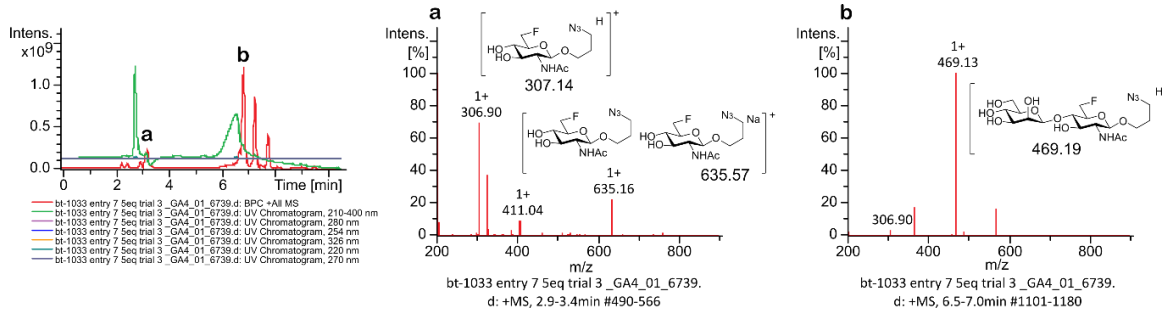 Intens.
x10⁹
1.0
0.5
0.0
a
b
0 2 4 6 Time [min]
bt-1033 entry 7 5eq trial 3 _GA4_01_6739.d: BPC +All MS
bt-1033 entry 7 5eq trial 3 _GA4_01_6739.d: UV Chromatogram, 210-400 nm
bt-1033 entry 7 5eq trial 3 _GA4_01_6739.d: UV Chromatogram, 280 nm
bt-1033 entry 7 5eq trial 3 _GA4_01_6739.d: UV Chromatogram, 254 nm
bt-1033 entry 7 5eq trial 3 _GA4_01_6739.d: UV Chromatogram, 326 nm
bt-1033 entry 7 5eq trial 3 _GA4_01_6739.d: UV Chromatogram, 220 nm
bt-1033 entry 7 5eq trial 3 _GA4_01_6739.d: UV Chromatogram, 270 nm
a
Intens.
[%]
100
80
60
40
20
0
F N₃ H +
HO HO O O NHAc
307.14
1+
306.90
F N₃ F N₃ Na +
HO HO O O NHAc HO HO O O NHAc
635.57
1+
635.16
1+
411.04
200 400 600 800
m/z
bt-1033 entry 7 5eq trial 3 _GA4_01_6739.
d: +MS, 2.9-3.4min #490-566
b
Intens.
[%]
100
80
60
40
20
0
1+
469.13
HO OH F N₃ H
HO HO O O HO O O NHAc
469.19
306.90
200 400 600 800
m/z
bt-1033 entry 7 5eq trial 3 _GA4_01_6739.
d: +MS, 6.5-7.0min #1101-1180